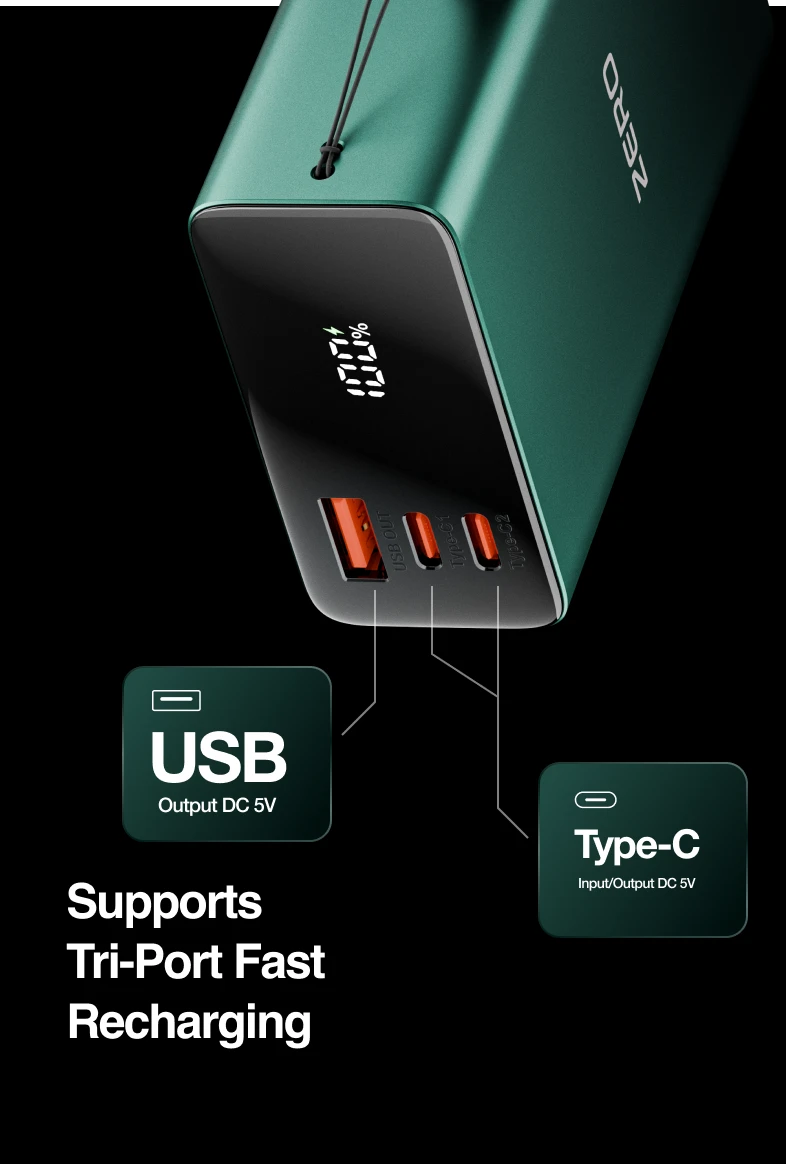 ZERO
100%
USB OUT
Type-C1
Type-C2
USB
Output DC 5V
Type-C
Input/Output DC 5V
Supports
Tri-Port Fast
Recharging